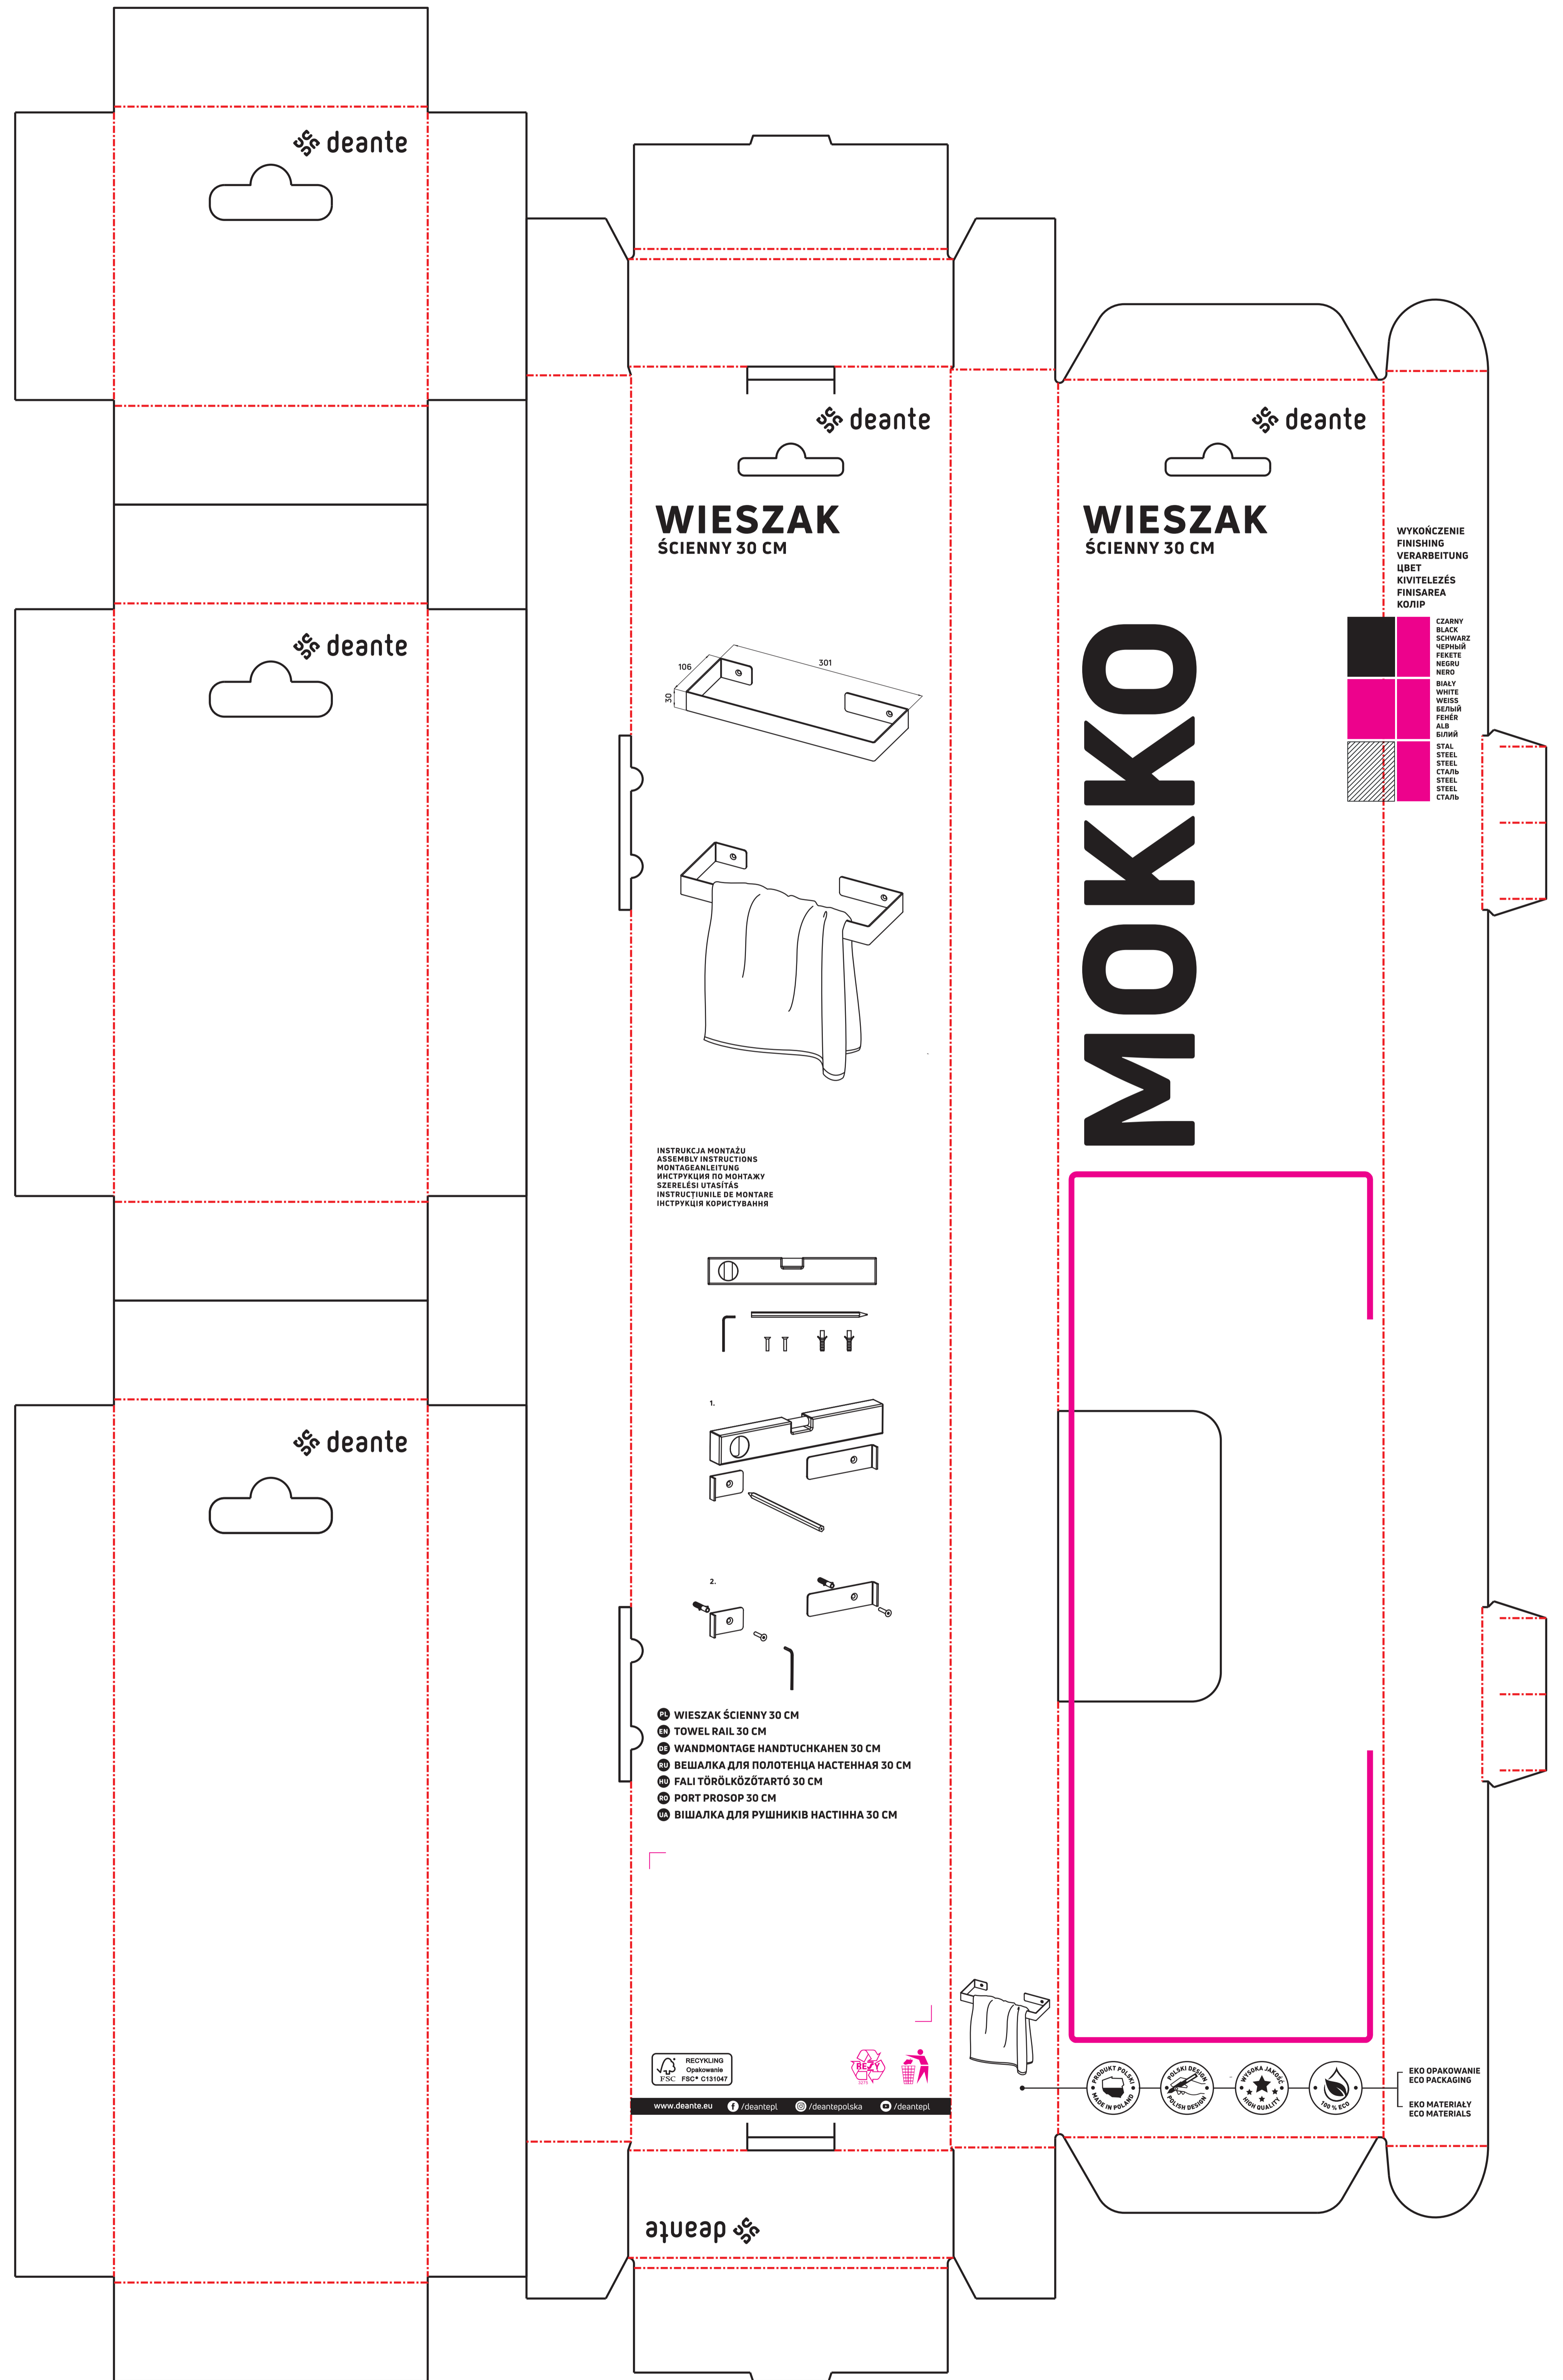 deante
deante
deante
deante
WIESZAK
ŚCIENNY 30 CM
106
301
30
INSTRUKCJA MONTAŻU
ASSEMBLY INSTRUCTIONS
MONTAGEANLEITUNG
ИНСТРУКЦИЯ ПО МОНТАЖУ
SZERELÉSI UTASÍTÁS
INSTRUCȚIUNILE DE MONTARE
ІНСТРУКЦІЯ КОРИСТУВАННЯ
1.
2.
PL WIESZAK ŚCIENNY 30 CM
EN TOWEL RAIL 30 CM
DE WANDMONTAGE HANDTUCHKAHEN 30 CM
RU ВЕШАЛКА ДЛЯ ПОЛОТЕНЦА НАСТЕННАЯ 30 CM
HU FALI TÖRÖLKÖZŐTARTÓ 30 CM
RO PORT PROSOP 30 CM
UA ВІШАЛКА ДЛЯ РУШНИКІВ НАСТІННА 30 CM
FSC
RECYKLING
Opakowanie
FSC® C131047
RESY
www.deante.eu /deantepl /deantepolska /deantepl
deante
deante
WIESZAK
ŚCIENNY 30 CM
MOKKO
PRODUKT POLSKI
MADE IN POLAND
POLSKI DESIGN
POLISH DESIGN
WYSOKA JAKOŚĆ
HIGH QUALITY
100 % ECO
WYKOŃCZENIE
FINISHING
VERARBEITUNG
ЦВЕТ
KIVITELEZÉS
FINISAREA
КОЛІР
CZARNY
BLACK
SCHWARZ
ЧЕРНЫЙ
FEKETE
NEGRU
NERO
BIAŁY
WHITE
WEISS
БЕЛЫЙ
FEHÉR
ALB
БІЛИЙ
STAL
STEEL
STEEL
СТАЛЬ
STEEL
STEEL
СТАЛЬ
EKO OPAKOWANIE
ECO PACKAGING
EKO MATERIAŁY
ECO MATERIALS